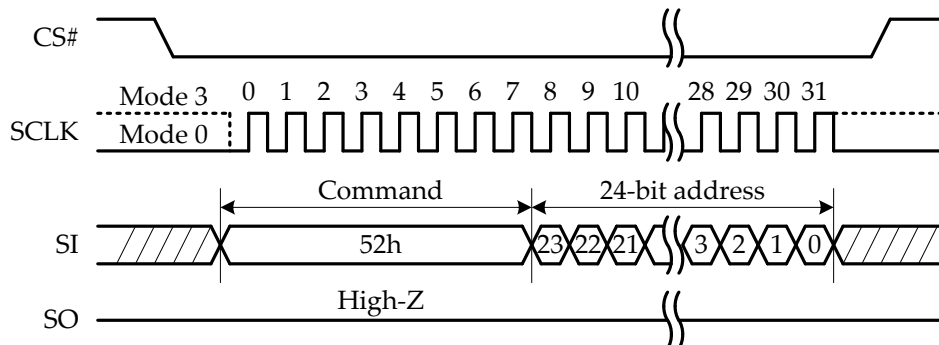 CS#
Mode 3 0 1 2 3 4 5 6 7 8 9 10 28 29 30 31
SCLK Mode 0
Command 24-bit address
SI 52h 23 22 21 3 2 1 0
High-Z
SO